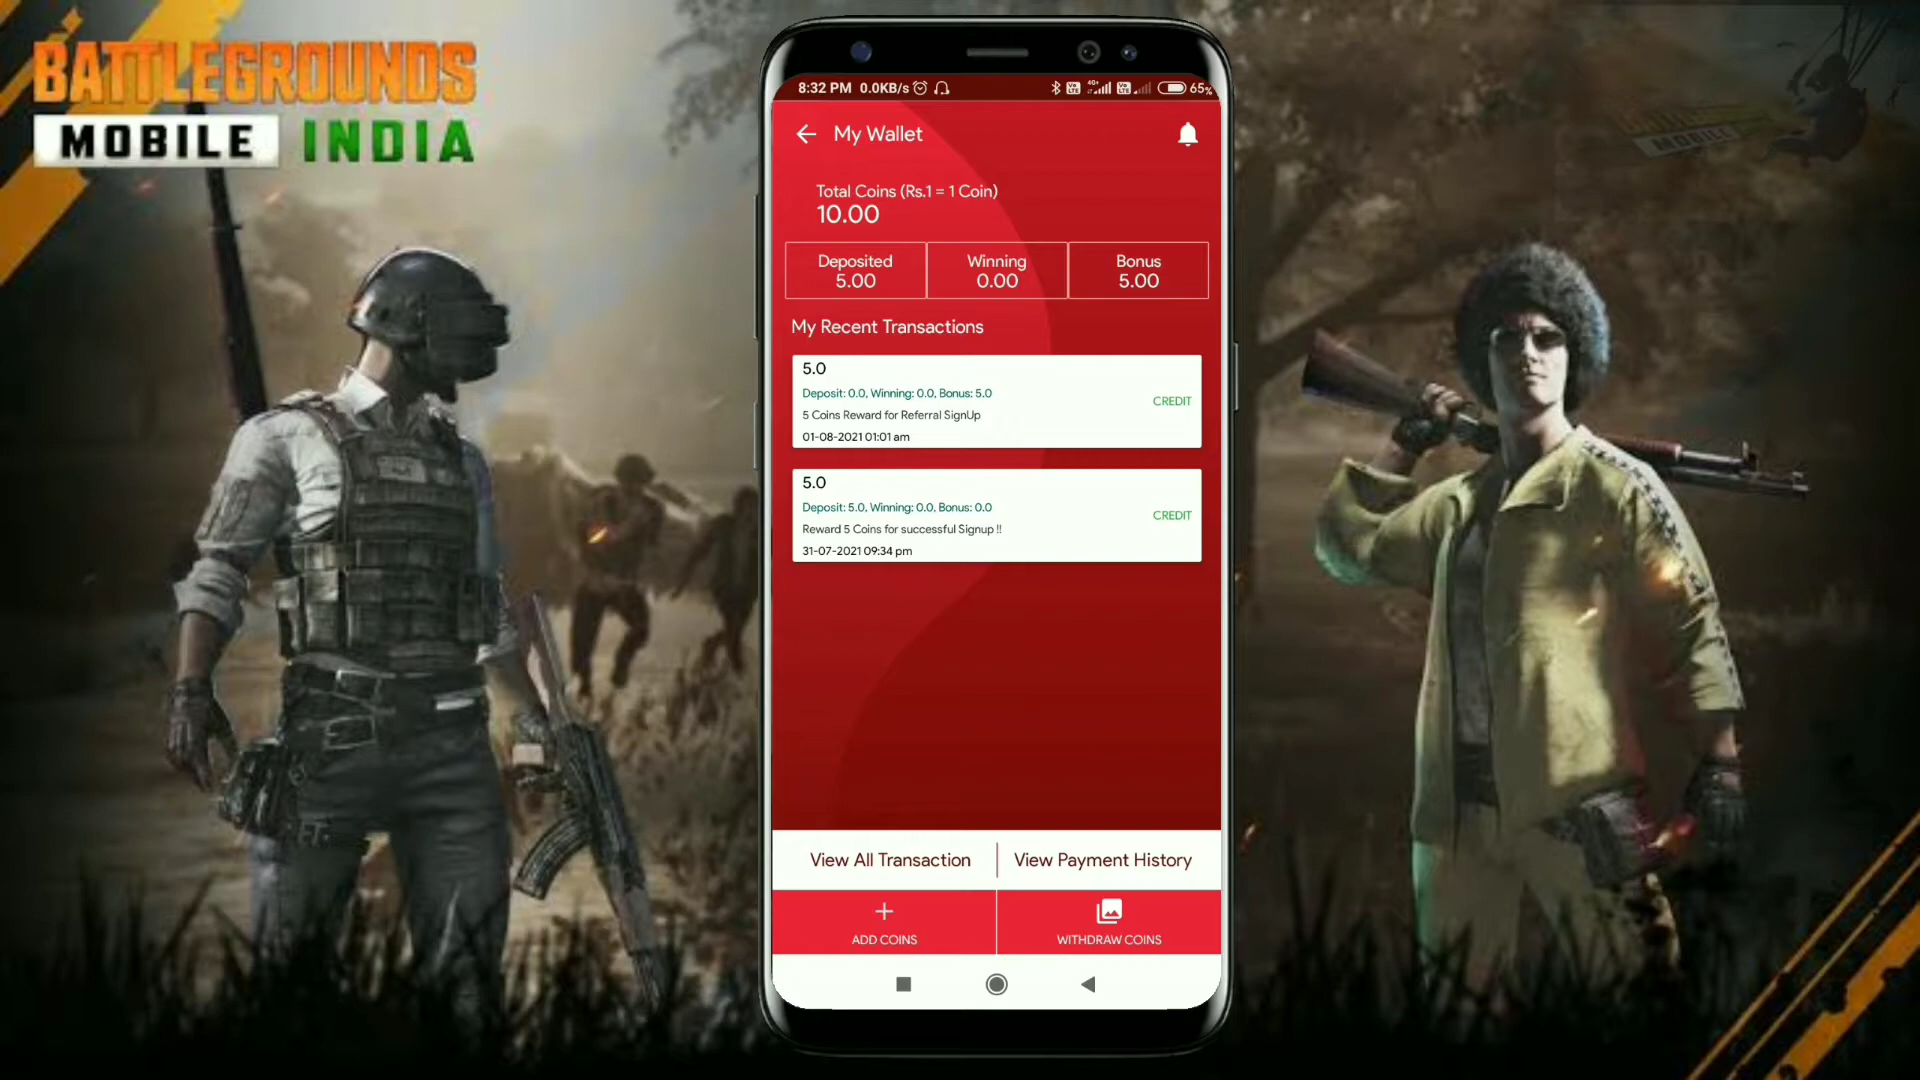 BATTLEGROUNDS
MOBILE INDIA
MOBILE
8:32 PM 0.0KB/s 4G+ 65%
My Wallet
Total Coins (Rs.1 = 1 Coin)
10.00
Deposited Winning Bonus
5.00 0.00 5.00
My Recent Transactions
5.0
Deposit: 0.0, Winning: 0.0, Bonus: 5.0
CREDIT
5 Coins Reward for Referral SignUp
01-08-2021 01:01 am
5.0
Deposit: 5.0, Winning: 0.0, Bonus: 0.0
CREDIT
Reward 5 Coins for successful Signup !!
31-07-2021 09:34 pm
View All Transaction View Payment History
ADD COINS WITHDRAW COINS